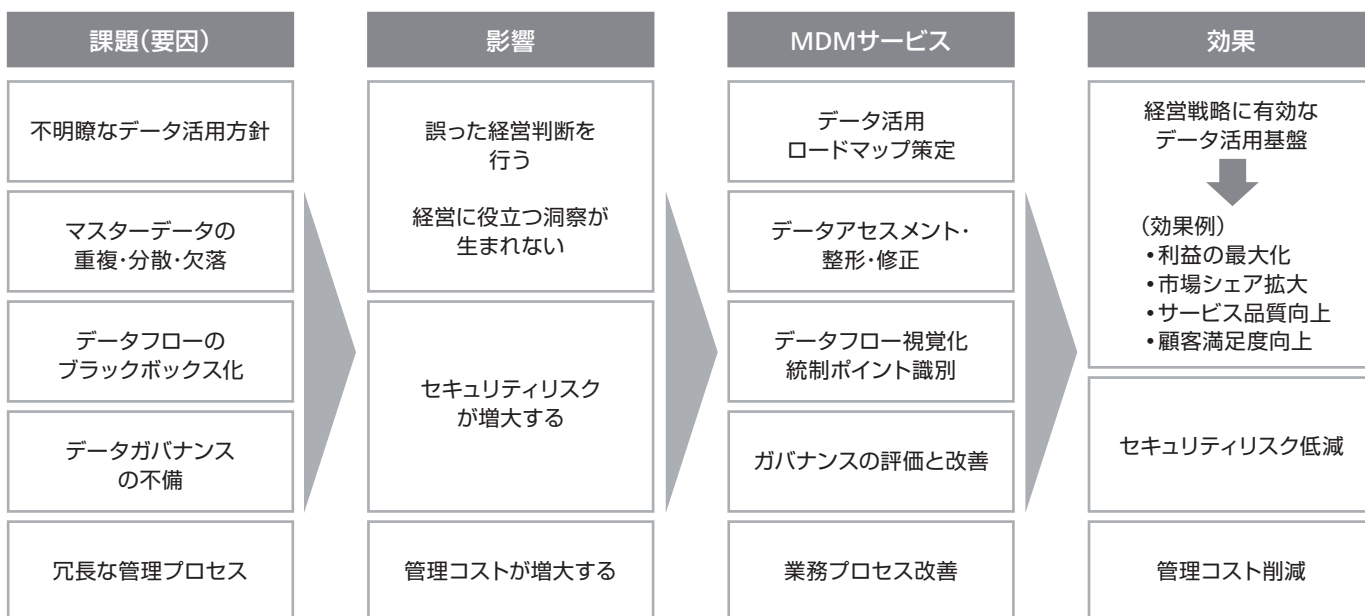 課題(要因)
不明瞭なデータ活用方針
マスターデータの
重複・分散・欠落
データフローの
ブラックボックス化
データガバナンス
の不備
冗長な管理プロセス
影響
誤った経営判断を
行う
経営に役立つ洞察が
生まれない
セキュリティリスク
が増大する
管理コストが増大する
MDMサービス
データ活用
ロードマップ策定
データアセスメント・
整形・修正
データフロー視覚化
統制ポイント識別
ガバナンスの評価と改善
業務プロセス改善
効果
経営戦略に有効な
データ活用基盤
(効果例)
•利益の最大化
•市場シェア拡大
•サービス品質向上
•顧客満足度向上
セキュリティリスク低減
管理コスト削減